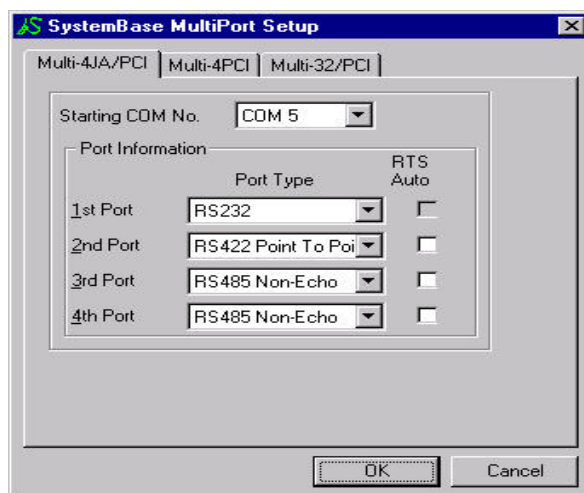 SystemBase MultiPort Setup
Multi-4JA/PCI Multi-4PCI Multi-32/PCI
Starting COM No. COM 5
Port Information
Port Type RTS Auto
1st Port RS232
2nd Port RS422 Point To Poi
3rd Port RS485 Non-Echo
4th Port RS485 Non-Echo
OK Cancel